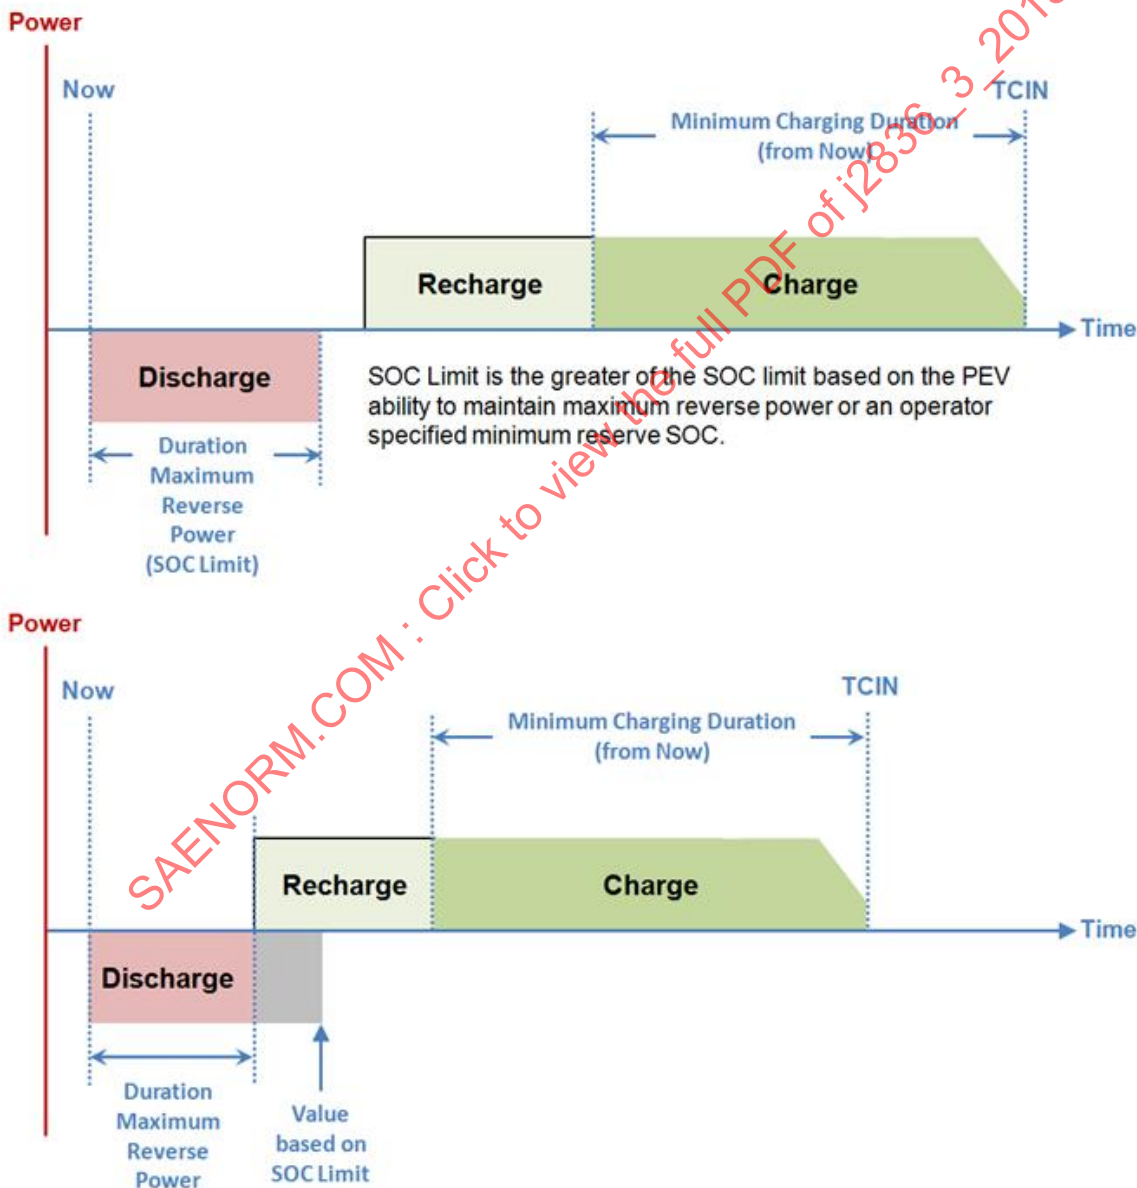 Power
Now
TCIN
Minimum Charging Duration
(from Now)
Recharge
Charge
Time
Discharge
SOC Limit is the greater of the SOC limit based on the PEV
ability to maintain maximum reverse power or an operator
specified minimum reserve SOC.
Duration
Maximum
Reverse
Power
(SOC Limit)
SAENORM.COM : Click to view the full PDF of j2836_3_201
Power
Now
TCIN
Minimum Charging Duration
(from Now)
Recharge
Charge
Time
Discharge
Duration
Maximum
Reverse
Power
Value
based on
SOC Limit